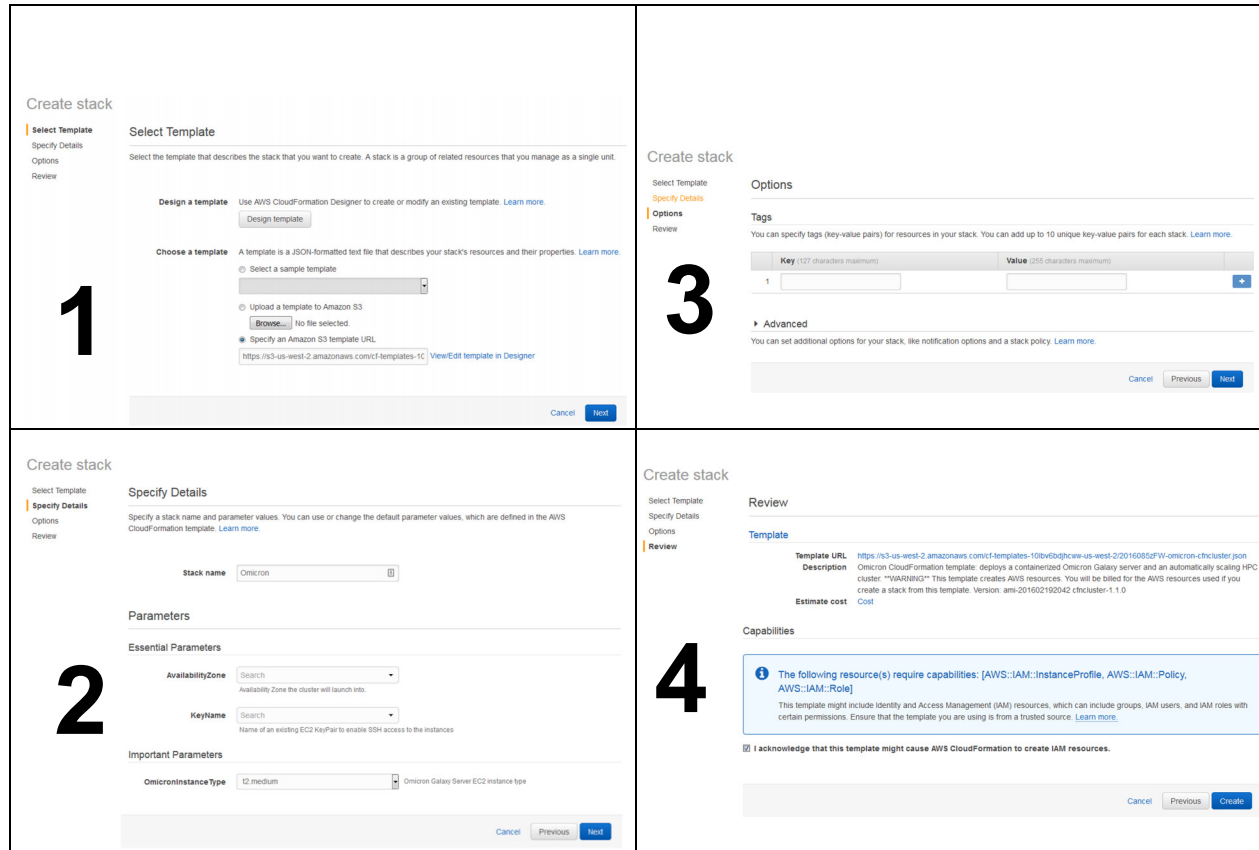 Create stack
Select Template
Specify Details
Options
Review
Select Template
Select the template that describes the stack that you want to create. A stack is a group of related resources that you manage as a single unit.
Design a template
Use AWS CloudFormation Designer to create or modify an existing template. Learn more.
Design template
Choose a template
A template is a JSON-formatted text file that describes your stack's resources and their properties. Learn more.
Select a sample template
Upload a template to Amazon S3
Browse... No file selected.
Specify an Amazon S3 template URL
https://s3-us-west-2.amazonaws.com/cf-templates-10 View/Edit template in Designer
Cancel Next
1
Create stack
Select Template
Specify Details
Options
Review
Specify Details
Specify a stack name and parameter values. You can use or change the default parameter values, which are defined in the AWS
CloudFormation template. Learn more.
Stack name Omicron
Parameters
Essential Parameters
AvailabilityZone Search
Availability Zone the cluster will launch into.
KeyName Search
Name of an existing EC2 KeyPair to enable SSH access to the instances
Important Parameters
OmicronInstanceType t2.medium Omicron Galaxy Server EC2 instance type
Cancel Previous Next
2
Create stack
Select Template
Specify Details
Options
Review
Options
Tags
You can specify tags (key-value pairs) for resources in your stack. You can add up to 10 unique key-value pairs for each stack. Learn more.
Key (127 characters maximum) Value (255 characters maximum)
1 +
Advanced
You can set additional options for your stack, like notification options and a stack policy. Learn more.
Cancel Previous Next
3
Create stack
Select Template
Specify Details
Options
Review
Review
Template
Template URL
Description Omicron CloudFormation template: deploys a containerized Omicron Galaxy server and an automatically scaling HPC
cluster. **WARNING** This template creates AWS resources. You will be billed for the AWS resources used if you
create a stack from this template. Version: ami-201602192042 cfncluster-1.1.0
Estimate cost Cost
Capabilities
The following resource(s) require capabilities: [AWS::IAM::InstanceProfile, AWS::IAM::Policy,
AWS::IAM::Role]
This template might include Identity and Access Management (IAM) resources, which can include groups, IAM users, and IAM roles with
certain permissions. Ensure that the template you are using is from a trusted source. Learn more.
I acknowledge that this template might cause AWS CloudFormation to create IAM resources.
Cancel Previous Create
4